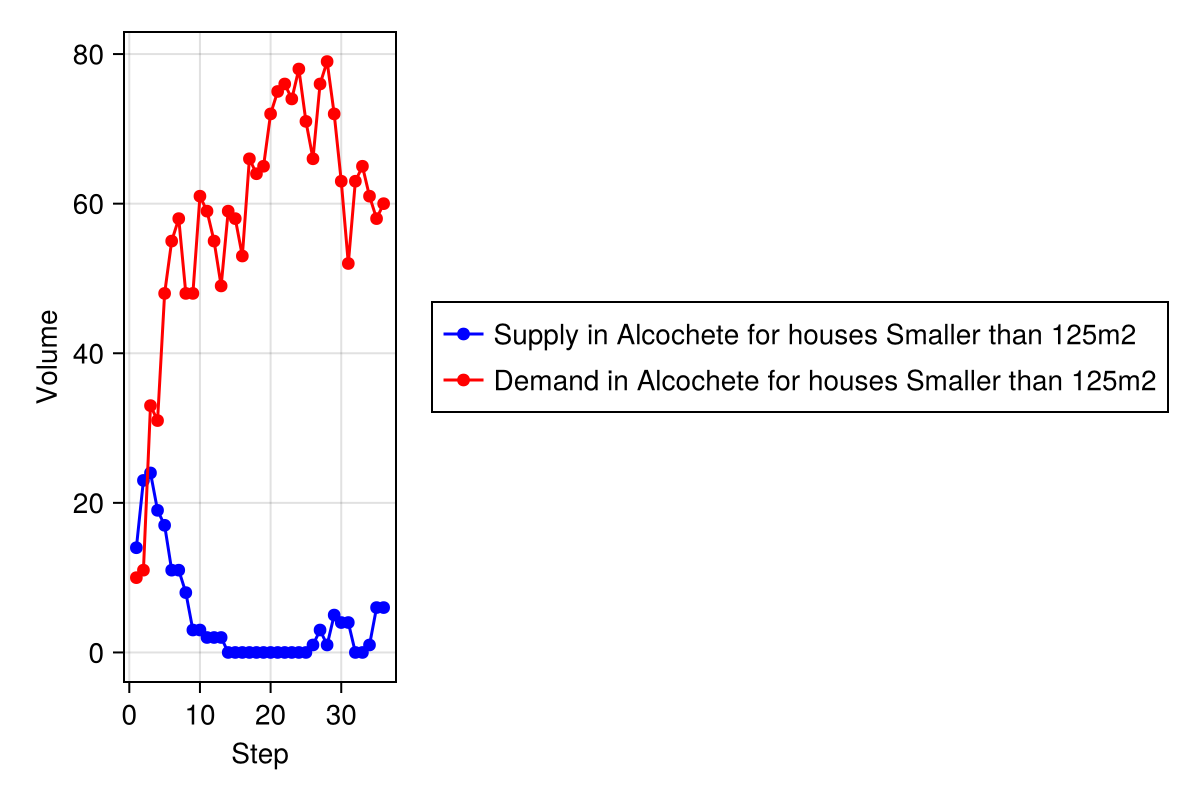 80
60
40
20
0
Volume
0 10 20 30
Step
Supply in Alcochete for houses Smaller than 125m2
Demand in Alcochete for houses Smaller than 125m2